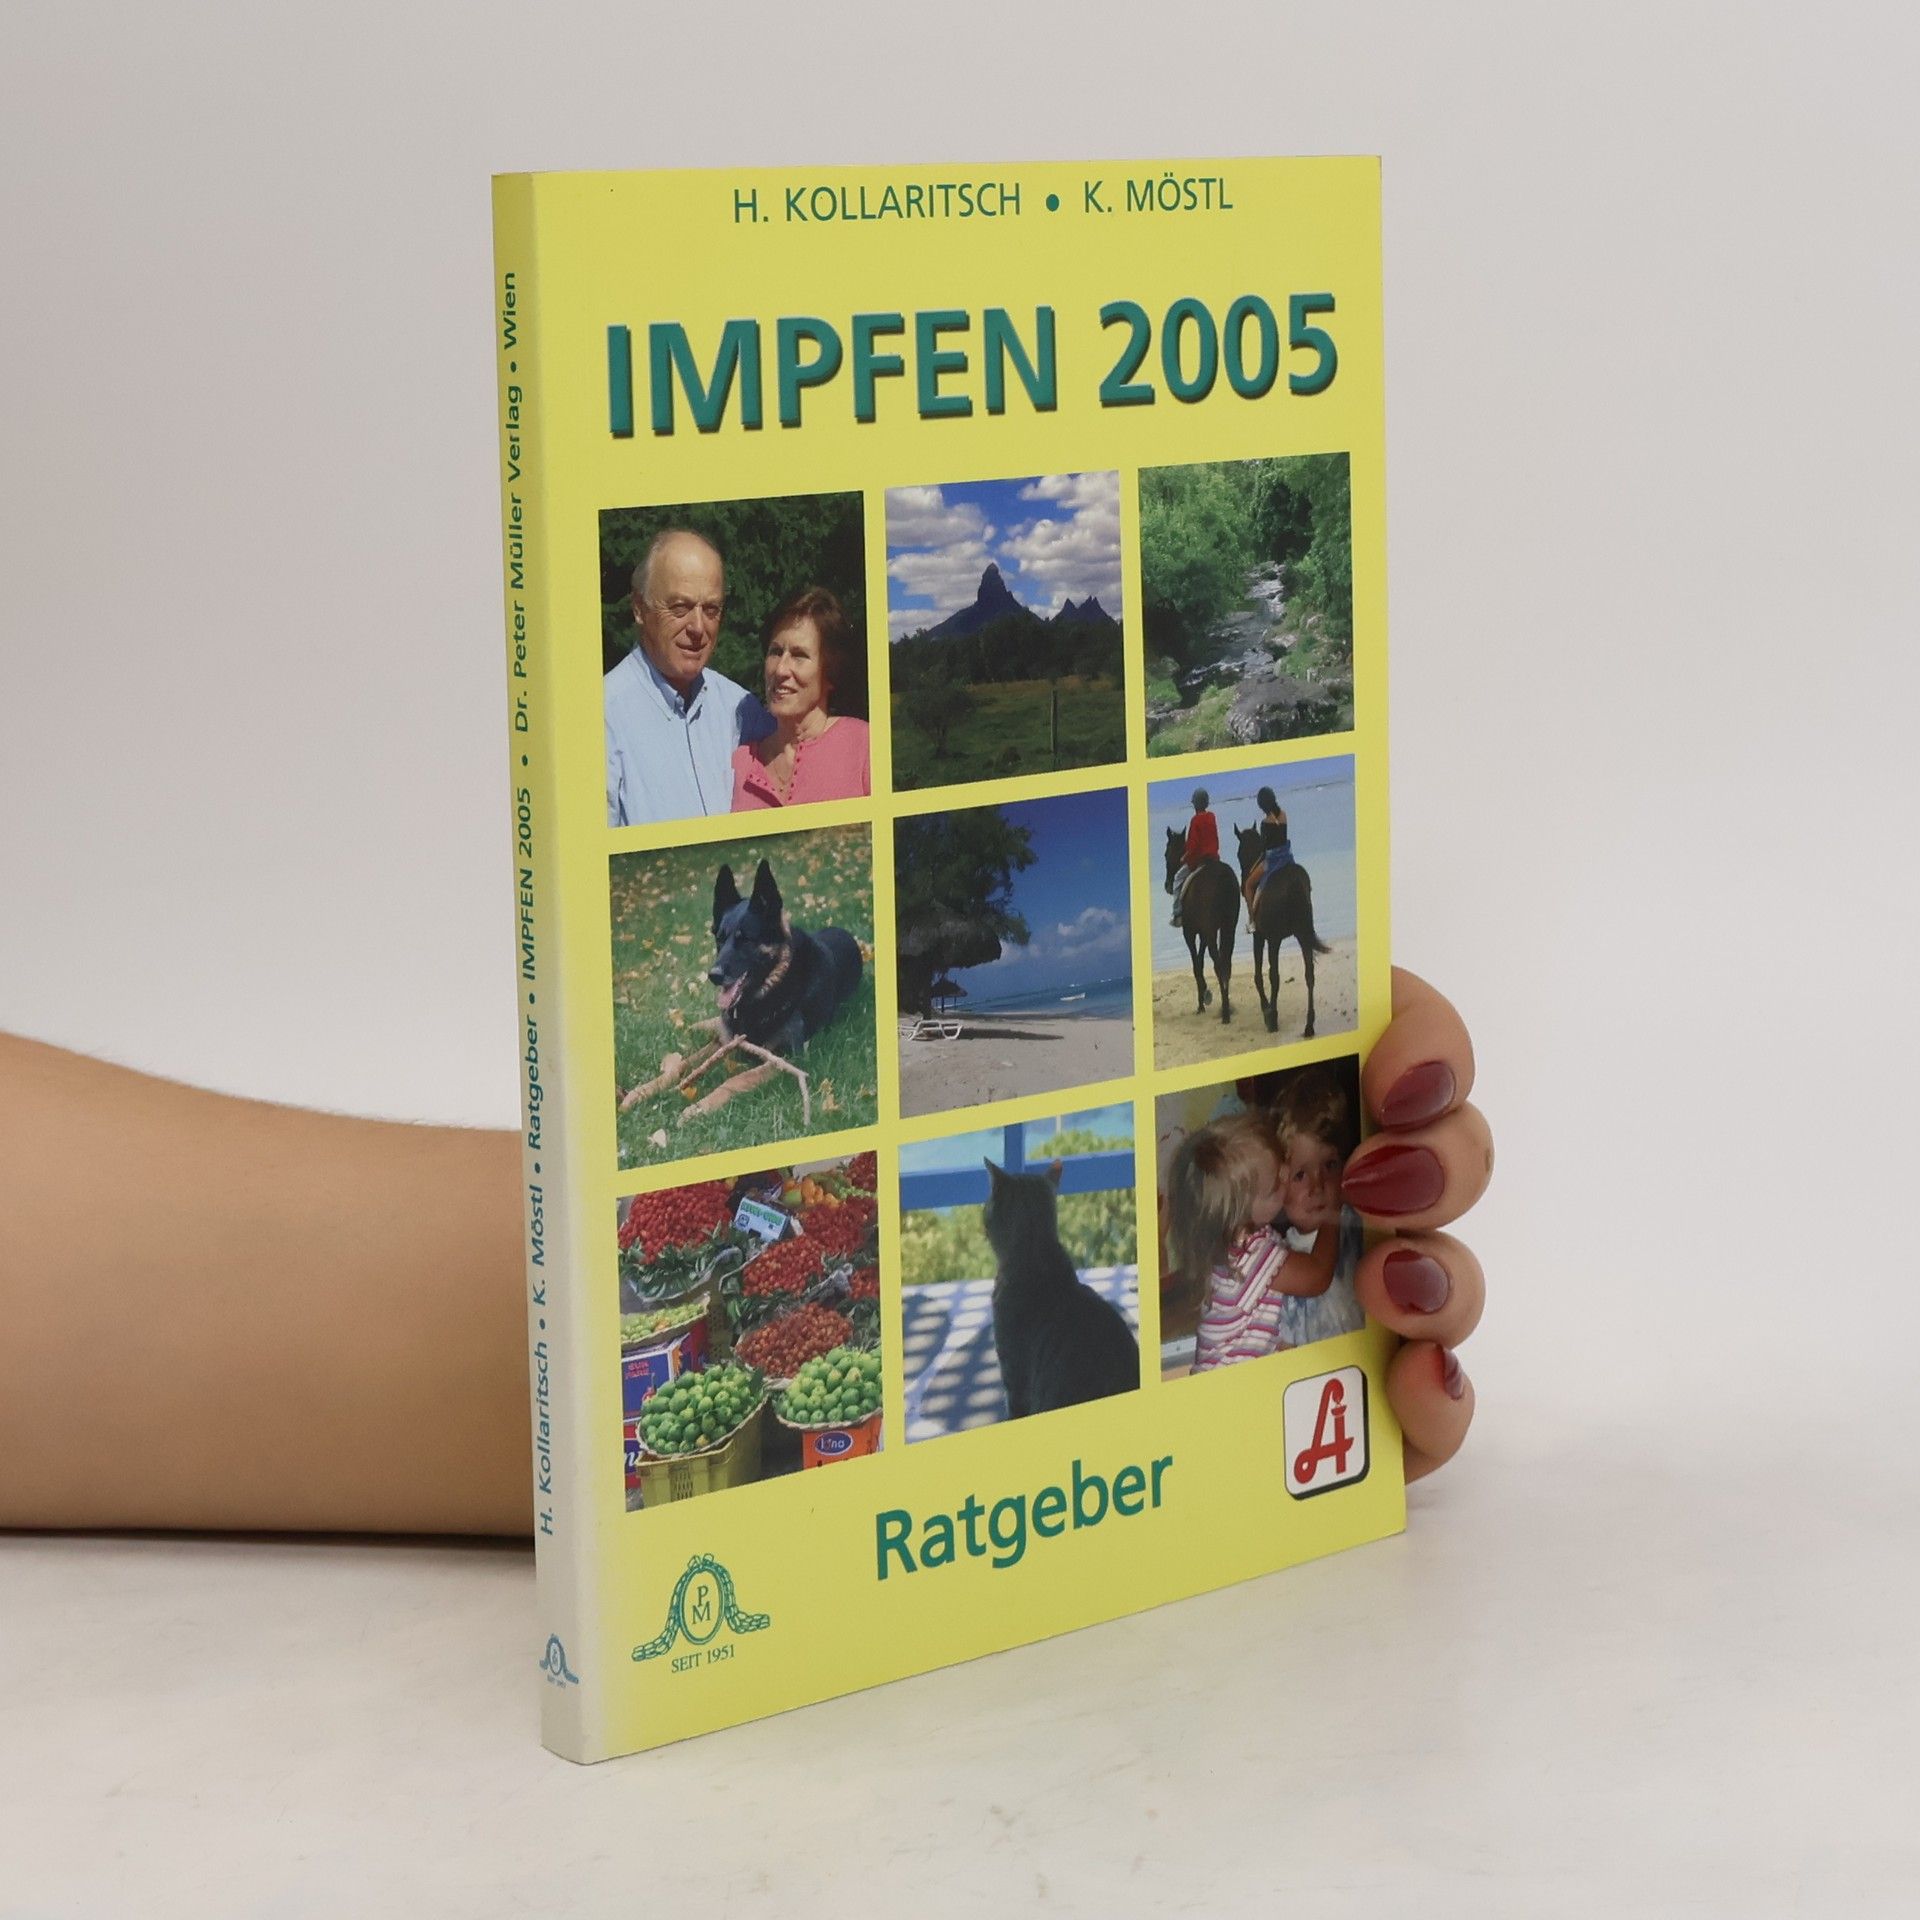 H. KOLLARITSCH • K. MÖSTL
IMPFEN 2005
Ratgeber
P
M
SEIT 1951
H. Kollaritsch • K. Möstl • Ratgeber • IMPFEN 2005 • Dr. Peter Müller Verlag • Wien